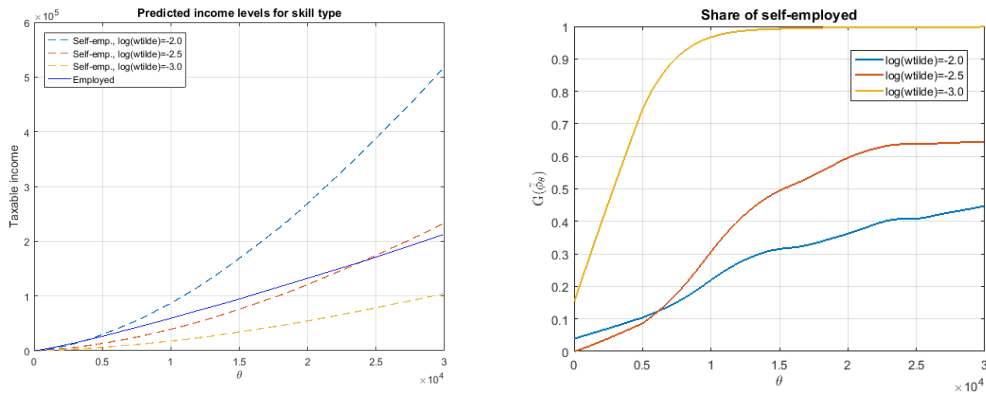 Predicted income levels for skill type
× 10^5
6
5
4
3
2
1
0
Taxable income
Self-emp., log(wtilde)=-2.0
Self-emp., log(wtilde)=-2.5
Self-emp., log(wtilde)=-3.0
Employed
0 0.5 1 1.5 2 2.5 3
θ
× 10^4
Share of self-employed
1
0.9
0.8
0.7
0.6
0.5
0.4
0.3
0.2
0.1
0
G(ϕ̃_θ)
log(wtilde)=-2.0
log(wtilde)=-2.5
log(wtilde)=-3.0
0 0.5 1 1.5 2 2.5 3
θ
× 10^4